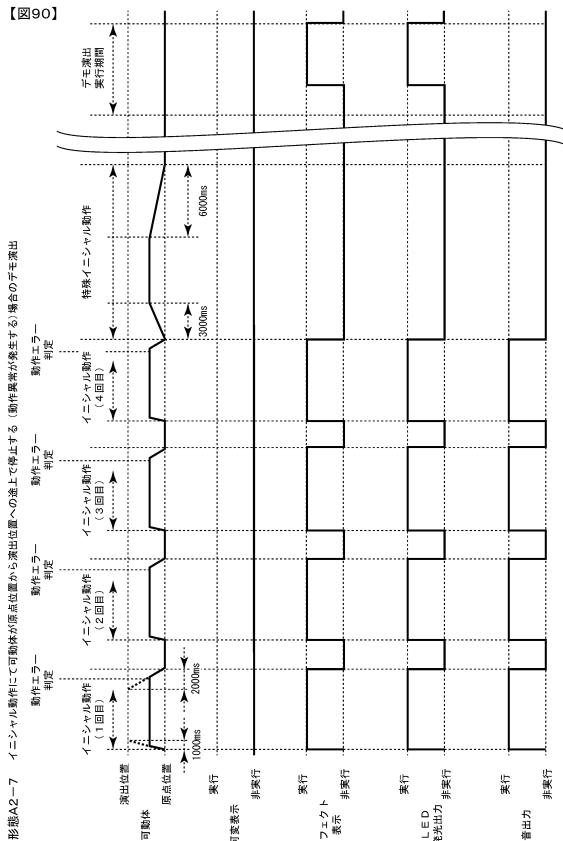 【図90】
形態A2－7　イニシャル動作にて可動体が原点位置から演出位置への途上で停止する（動作異常が発生する）場合のデモ演出
動作エラー
判定
動作エラー
判定
動作エラー
判定
動作エラー
判定
イニシャル動作
（1回目）
イニシャル動作
（2回目）
イニシャル動作
（3回目）
イニシャル動作
（4回目）
特殊イニシャル動作
デモ演出
実行期間
可動体
演出位置
原点位置
1000ms
2000ms
3000ms
6000ms
可変表示
実行
非実行
フェクト
表示
実行
非実行
LED
発光出力
実行
非実行
音出力
実行
非実行